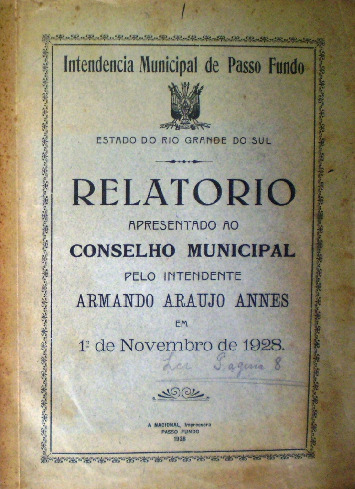 Intendencia Municipal de Passo Fundo
ESTADO DO RIO GRANDE DO SUL
RELATORIO
APRESENTADO AO
CONSELHO MUNICIPAL
PELO INTENDENTE
ARMANDO ARAUJO ANNES
EM
1º de Novembro de 1928.
Ler Pagina 8
A NACIONAL, Impressora
PASSO FUNDO
1928